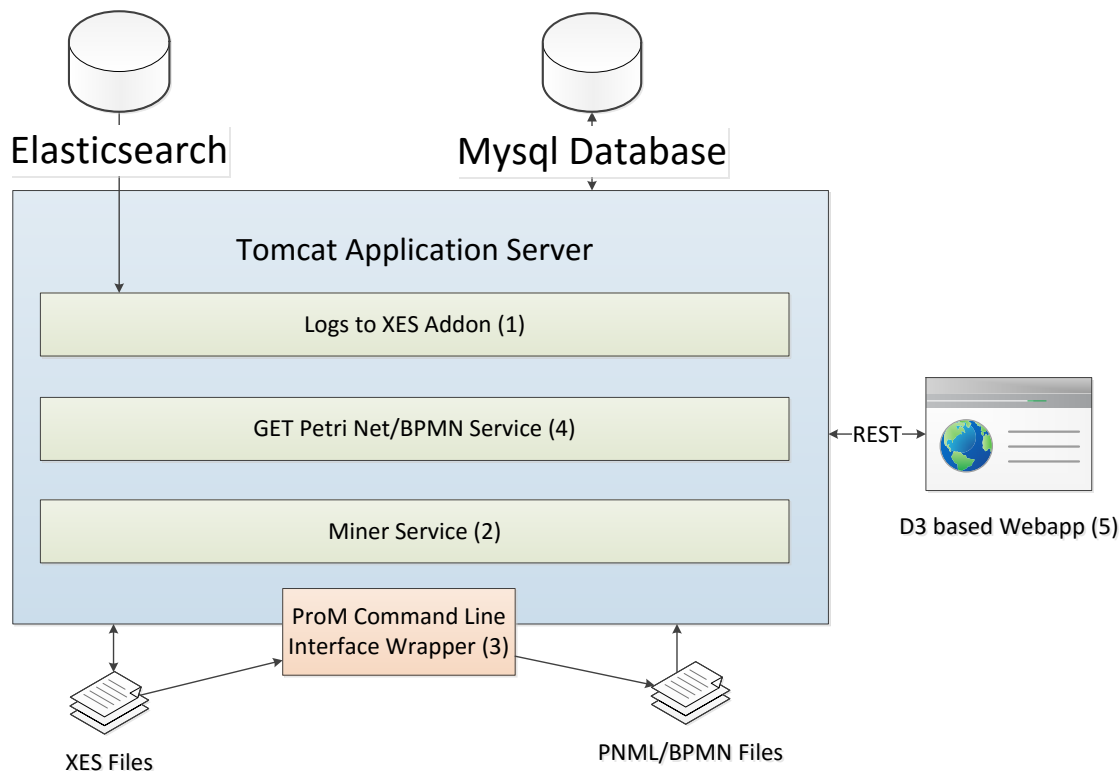 Elasticsearch
Mysql Database
Tomcat Application Server
Logs to XES Addon (1)
GET Petri Net/BPMN Service (4)
REST
Miner Service (2)
D3 based Webapp (5)
ProM Command Line
Interface Wrapper (3)
XES Files
PNML/BPMN Files